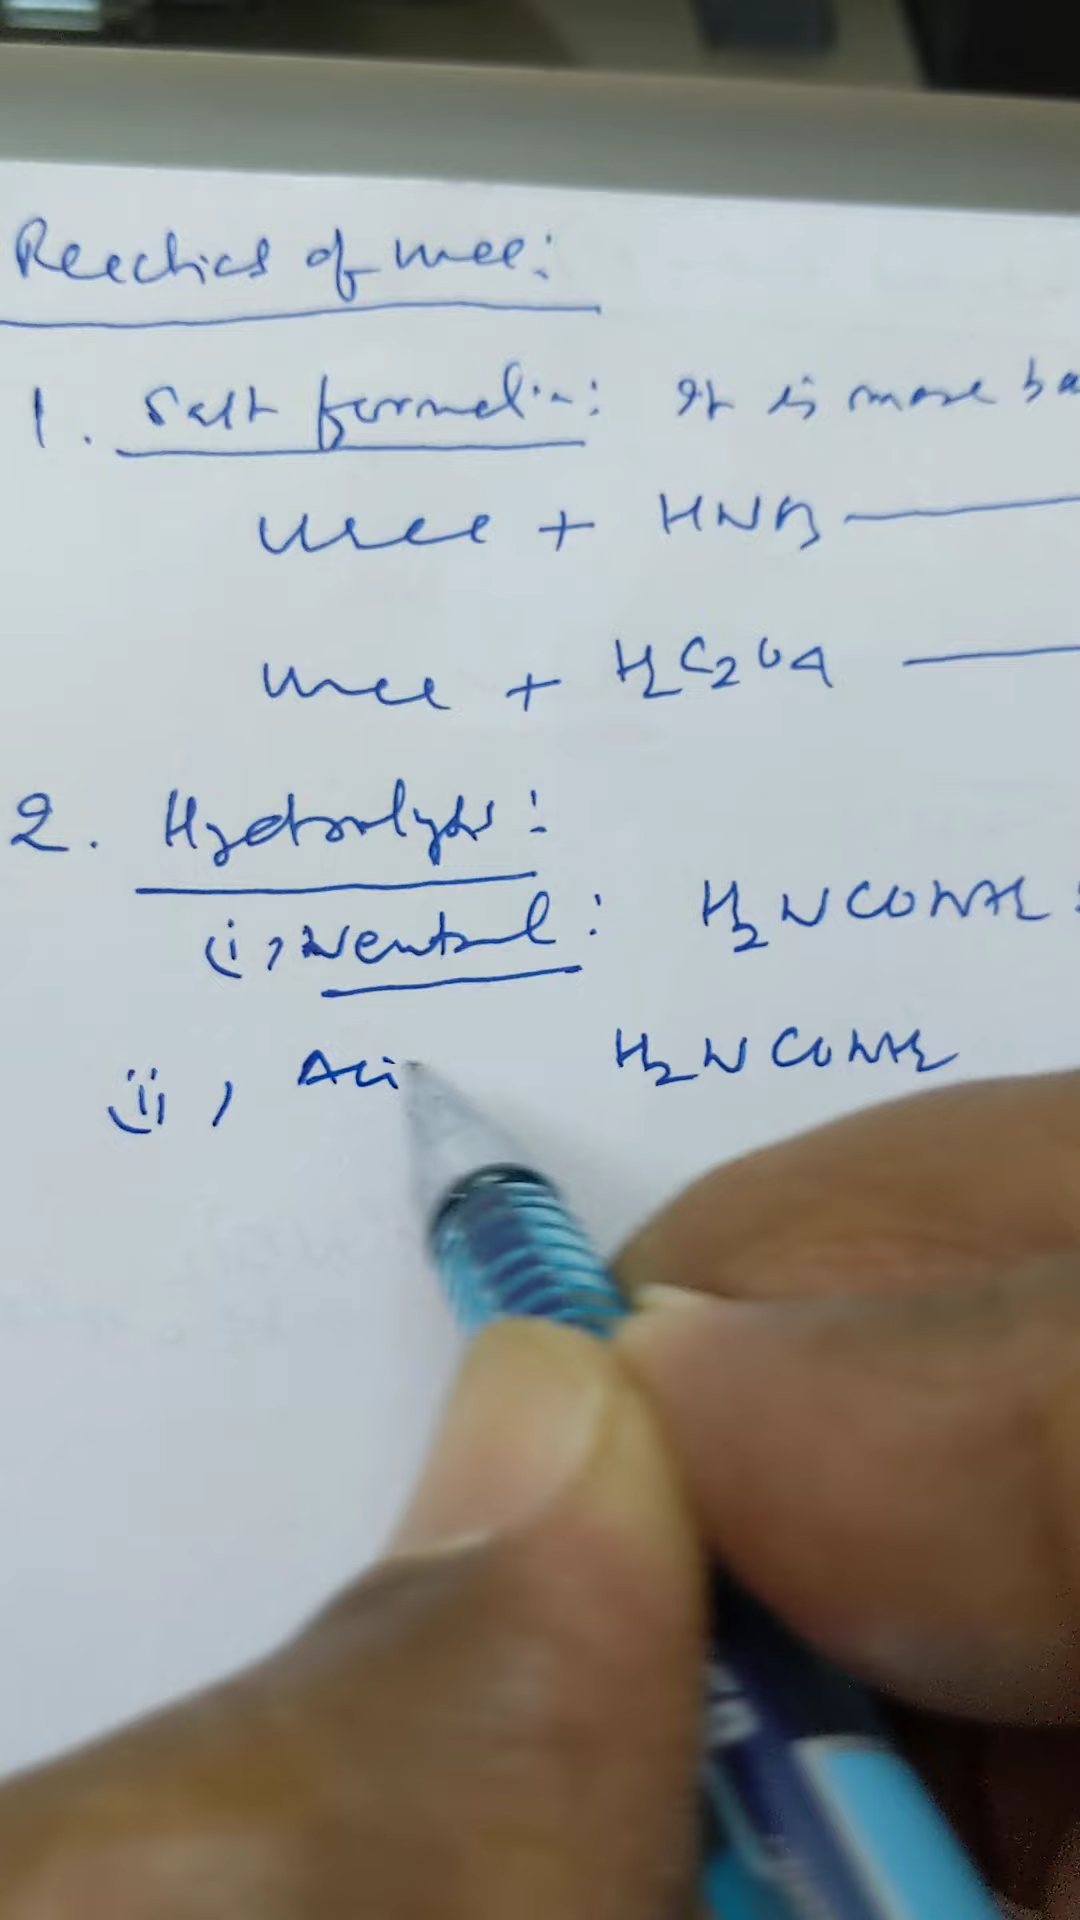 Reactions of urea:
1. Salt formation: It is more ba
urea + HNO3
urea + H2C2O4
2. Hydrolysis:
(i), Neutral: H2NCONH2
(ii), Aci H2NCONH2